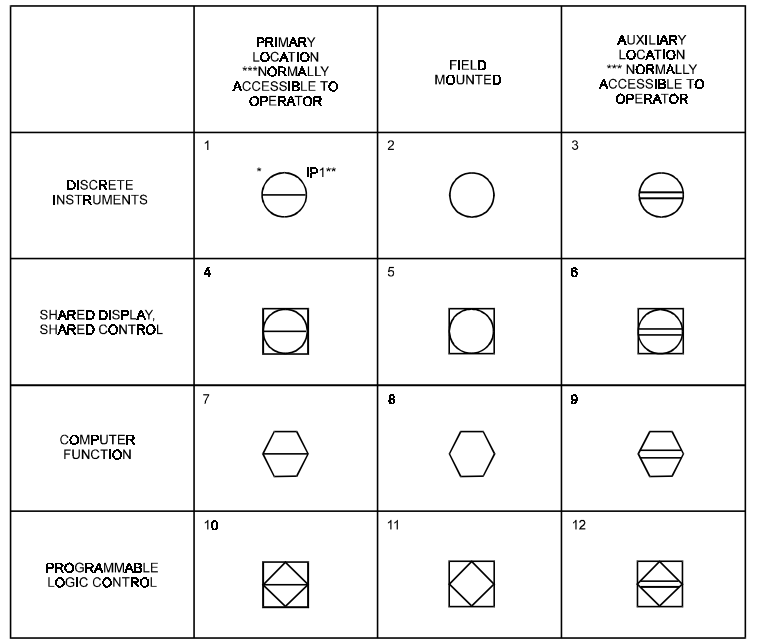 PRIMARY
LOCATION
***NORMALLY
ACCESSIBLE TO
OPERATOR
FIELD
MOUNTED
AUXILIARY
LOCATION
*** NORMALLY
ACCESSIBLE TO
OPERATOR
DISCRETE
INSTRUMENTS
1
* IP1**
2
3
SHARED DISPLAY,
SHARED CONTROL
4
5
6
COMPUTER
FUNCTION
7
8
9
PROGRAMMABLE
LOGIC CONTROL
10
11
12